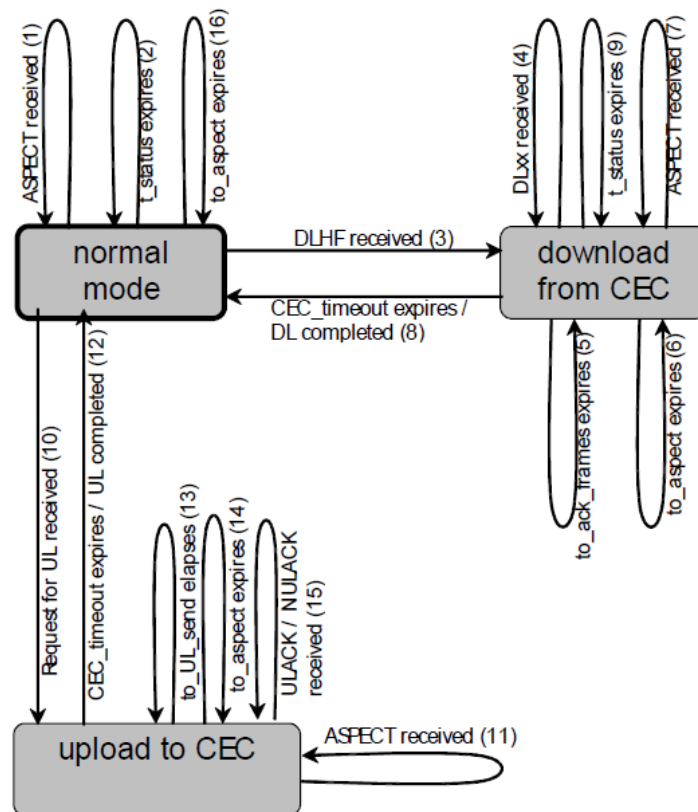 ASPECT received (1)
t_status expires (2)
to_aspect expires (16)
DLxx received (4)
t_status expires (9)
ASPECT received (7)
normal
mode
DLHF received (3)
download
from CEC
CEC_timeout expires /
DL completed (8)
to_ack_frames expires (5)
to_aspect expires (6)
Request for UL received (10)
CEC_timeout expires / UL completed (12)
to_UL_send elapses (13)
to_aspect expires (14)
ULACK / NULACK
received (15)
upload to CEC
ASPECT received (11)